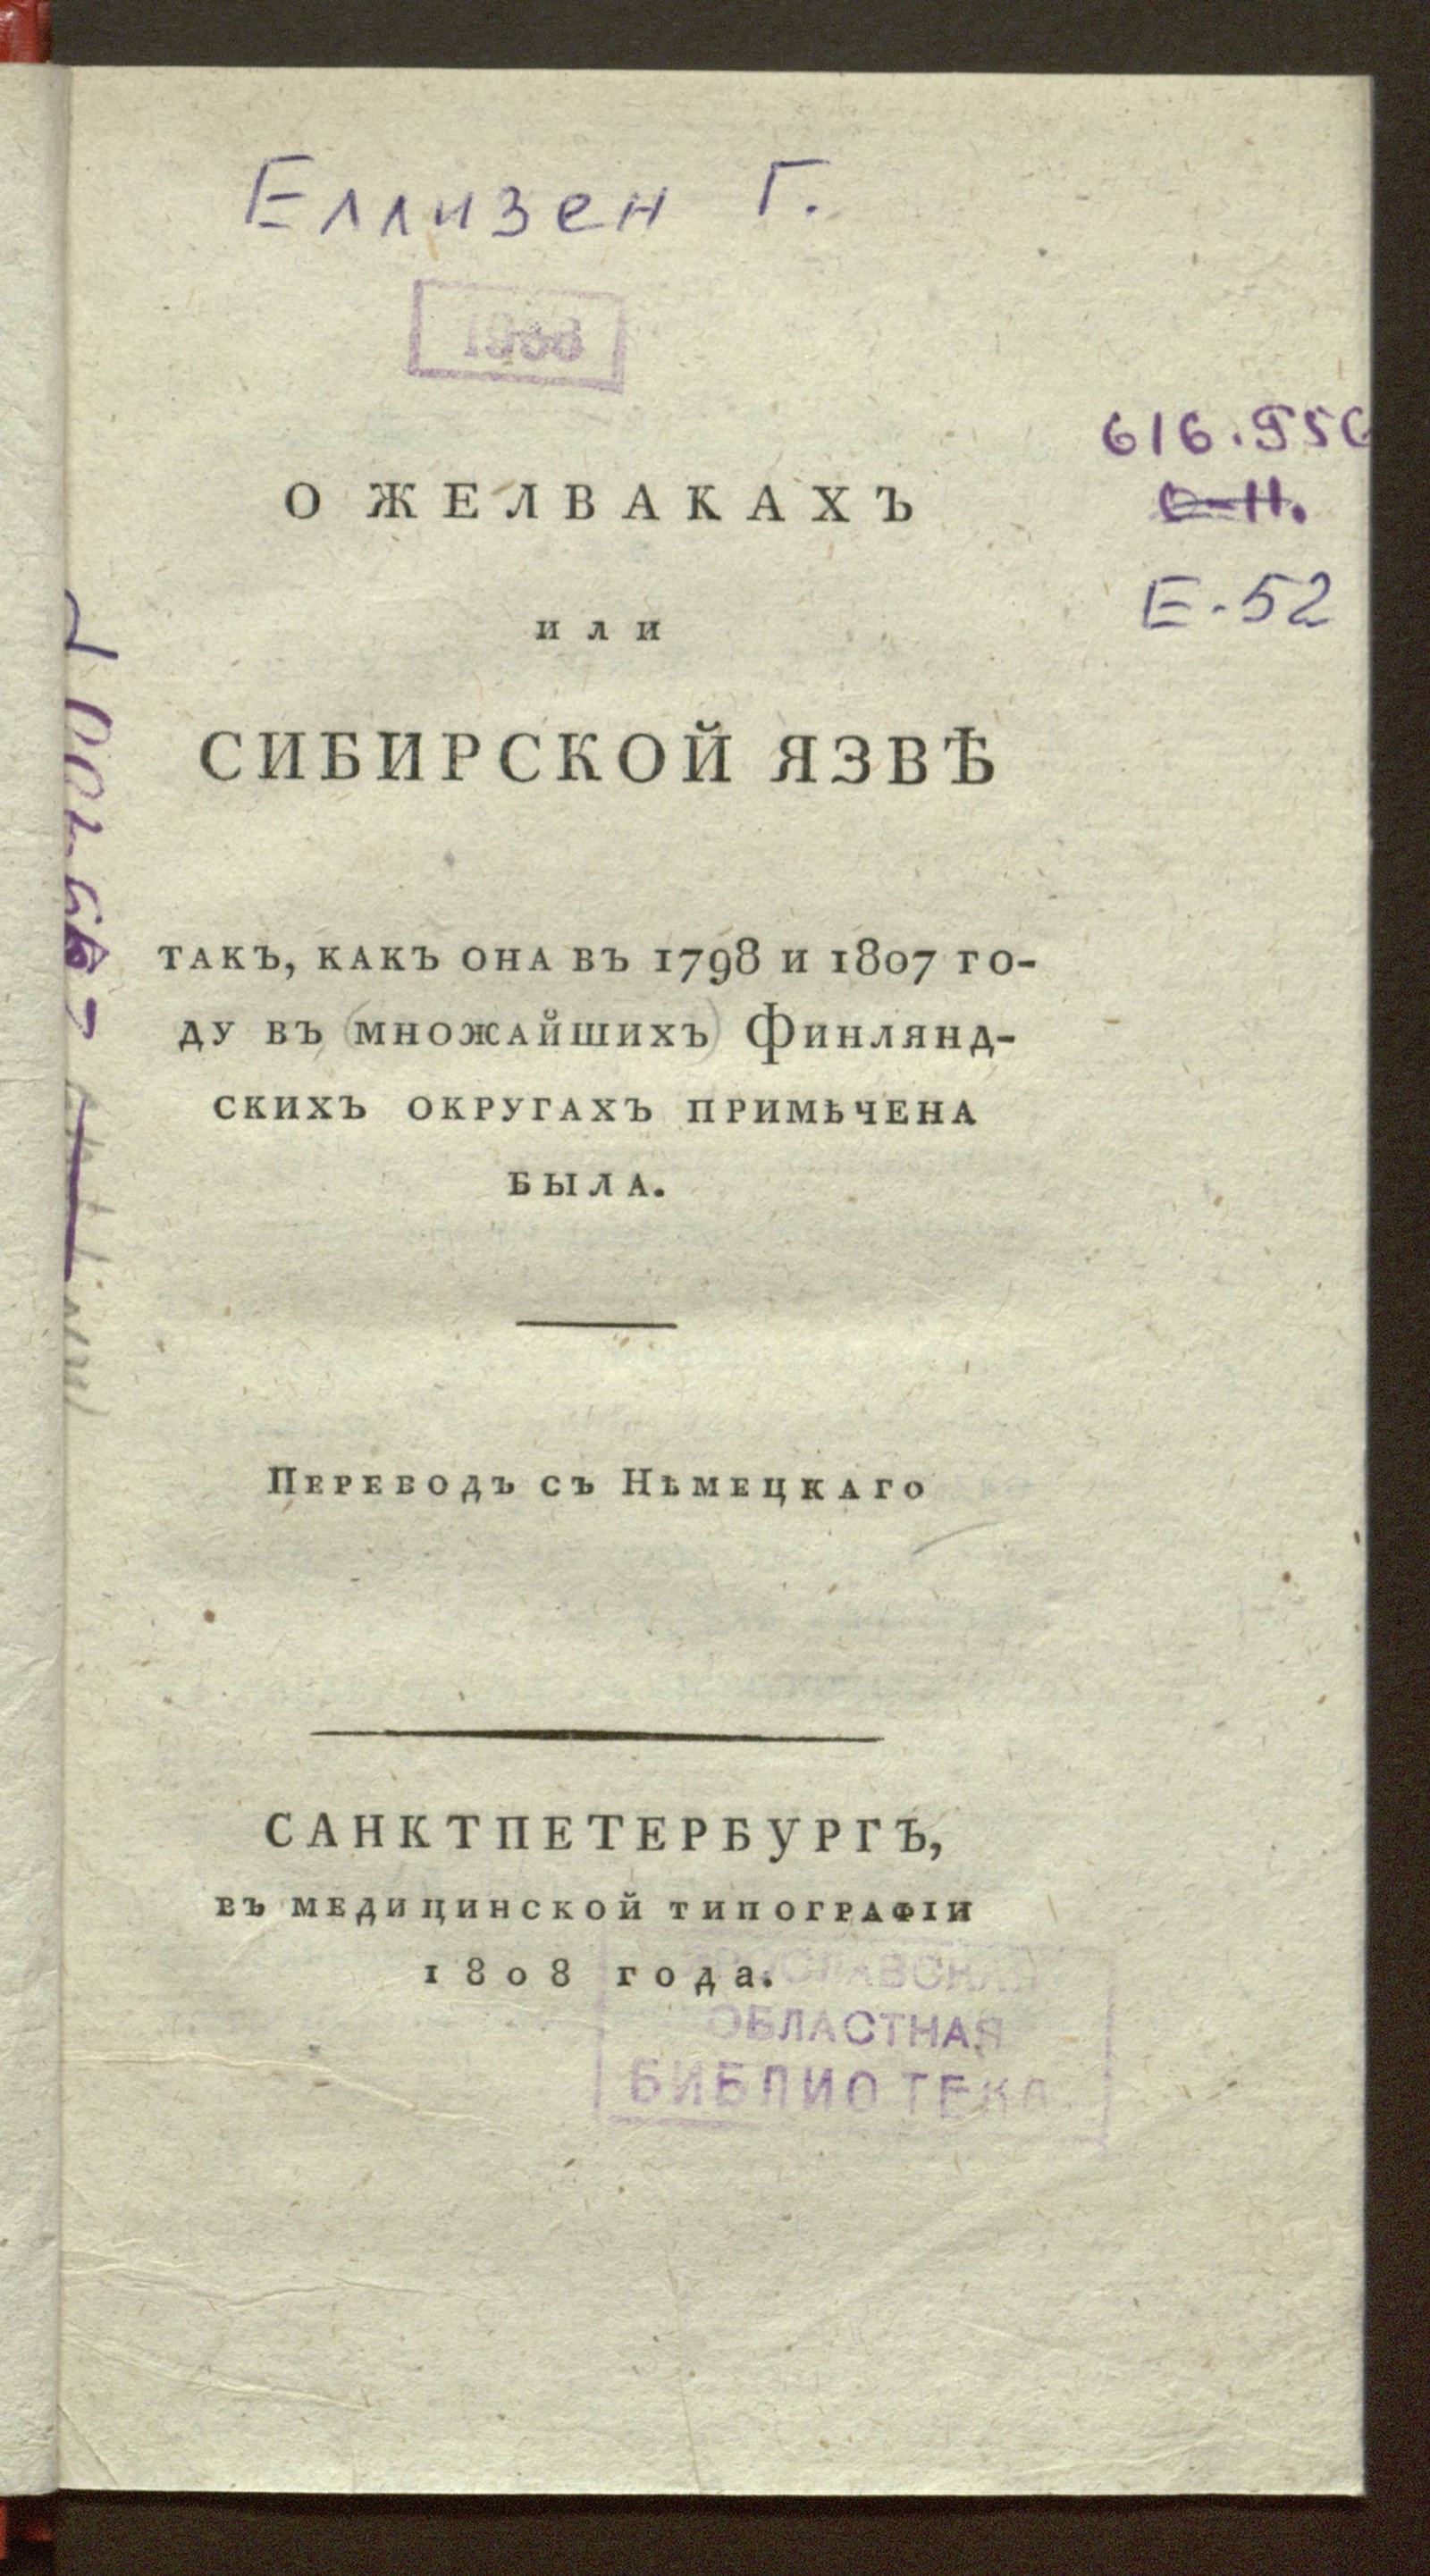 Еллизен Г.
616.956
Е-52
О ЖЕЛВАКАХЪ
ИЛИ
СИБИРСКОЙ ЯЗВѢ
ТАКЪ, КАКЪ ОНА ВЪ 1798 И 1807 ГО-
ДУ ВЪ (МНОЖАЙШИХЪ) ФИНЛЯНД-
СКИХЪ ОКРУГАХЪ ПРИМѢЧЕНА
БЫЛА.
ПЕРЕВОДЪ СЪ НѢМЕЦКАГО
САНКТПЕТЕРБУРГЪ,
ВЪ МЕДИЦИНСКОЙ ТИПОГРАФІИ
1808 года.
ОБЛАСТНАЯ
БИБЛИОТЕКА